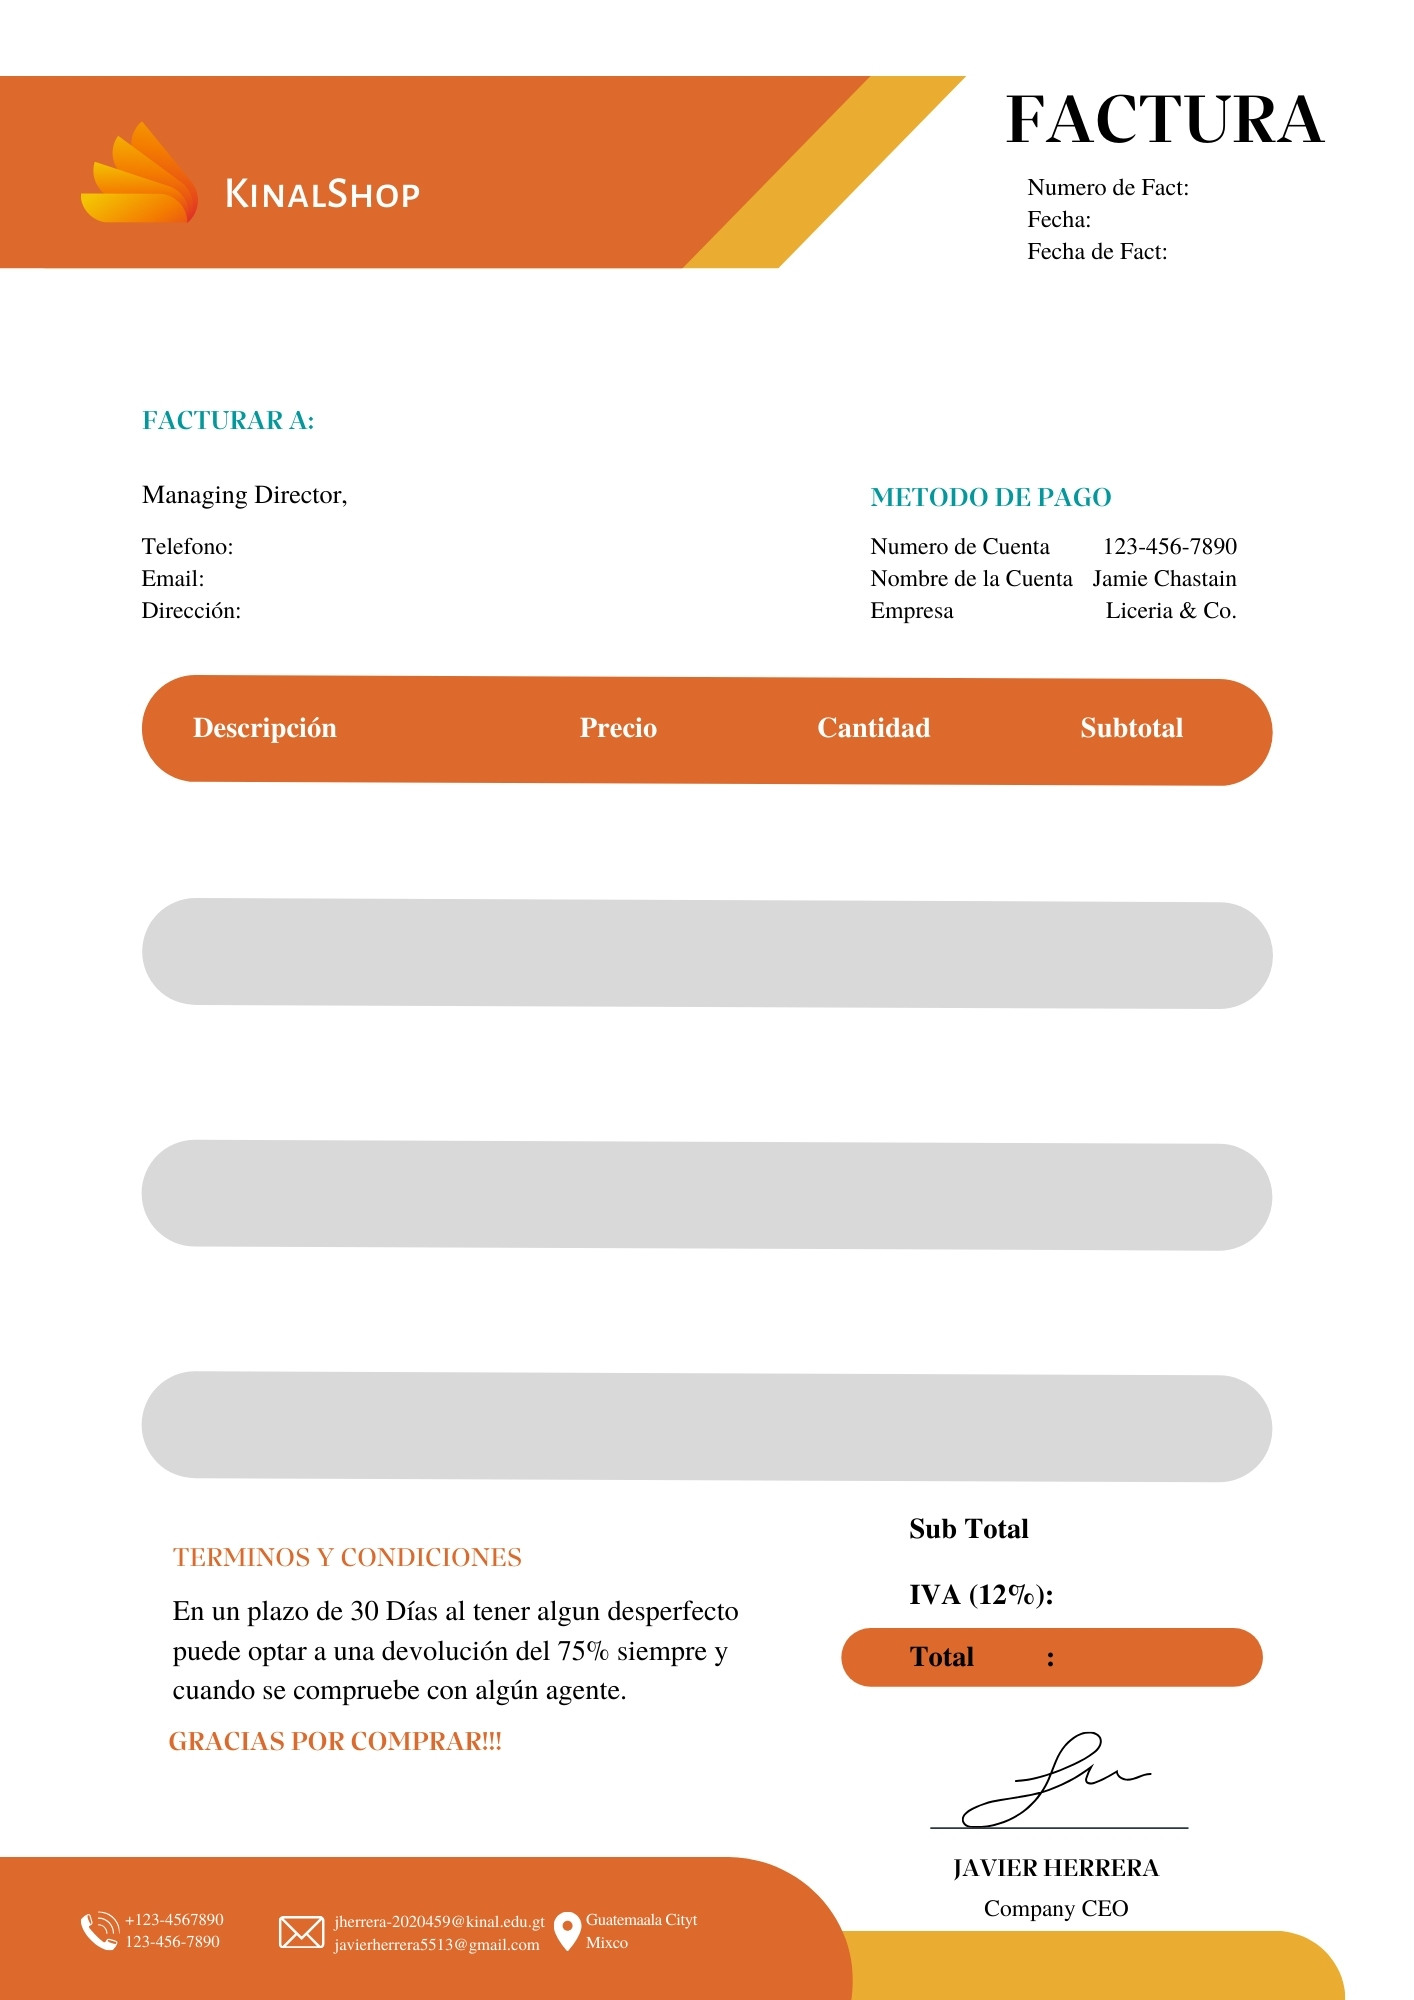 KINALSHOP
FACTURA
Numero de Fact:
Fecha:
Fecha de Fact:
FACTURAR A:
Managing Director,
Telefono:
Email:
Dirección:
METODO DE PAGO
Numero de Cuenta 123-456-7890
Nombre de la Cuenta Jamie Chastain
Empresa Liceria & Co.
Descripción Precio Cantidad Subtotal
Sub Total
IVA (12%):
Total :
TERMINOS Y CONDICIONES
En un plazo de 30 Días al tener algun desperfecto
puede optar a una devolución del 75% siempre y
cuando se compruebe con algún agente.
GRACIAS POR COMPRAR!!!
JAVIER HERRERA
Company CEO
+123-4567890
123-456-7890
jherrera-2020459@kinal.edu.gt
javierherrera5513@gmail.com
Guatemaala Cityt
Mixco